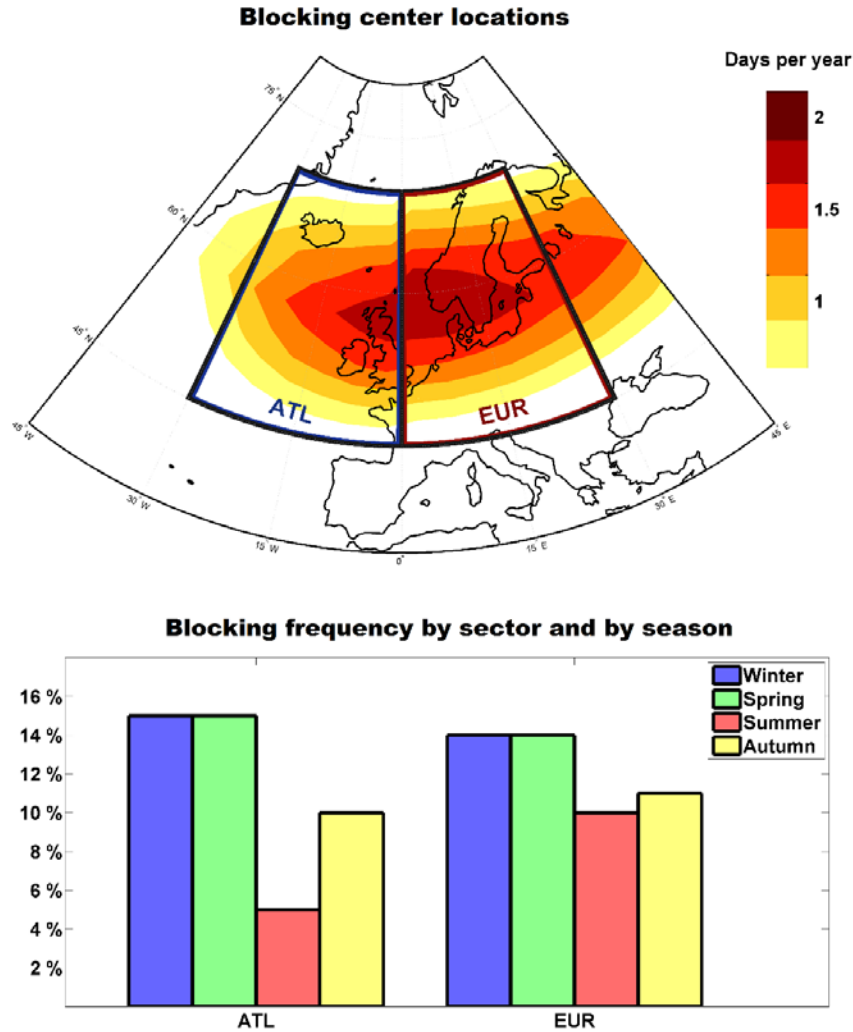 Blocking center locations
Days per year
2
1.5
1
75° N
60° N
45° N
45° W
30° W
15° W
0°
15° E
30° E
45° E
ATL
EUR
Blocking frequency by sector and by season
16 %
14 %
12 %
10 %
8 %
6 %
4 %
2 %
Winter
Spring
Summer
Autumn
ATL
EUR